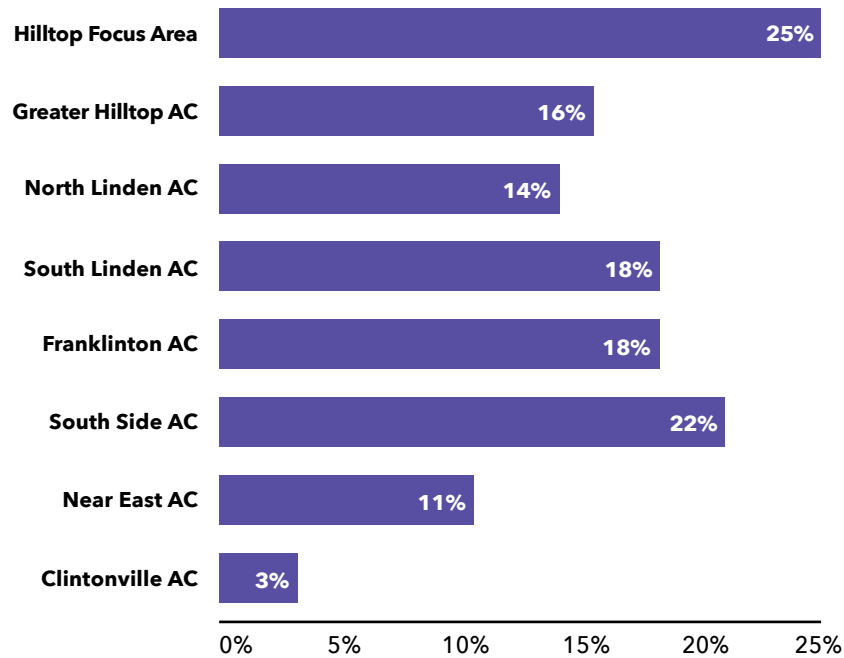 Hilltop Focus Area 25%
Greater Hilltop AC 16%
North Linden AC 14%
South Linden AC 18%
Franklinton AC 18%
South Side AC 22%
Near East AC 11%
Clintonville AC 3%
0% 5% 10% 15% 20% 25%